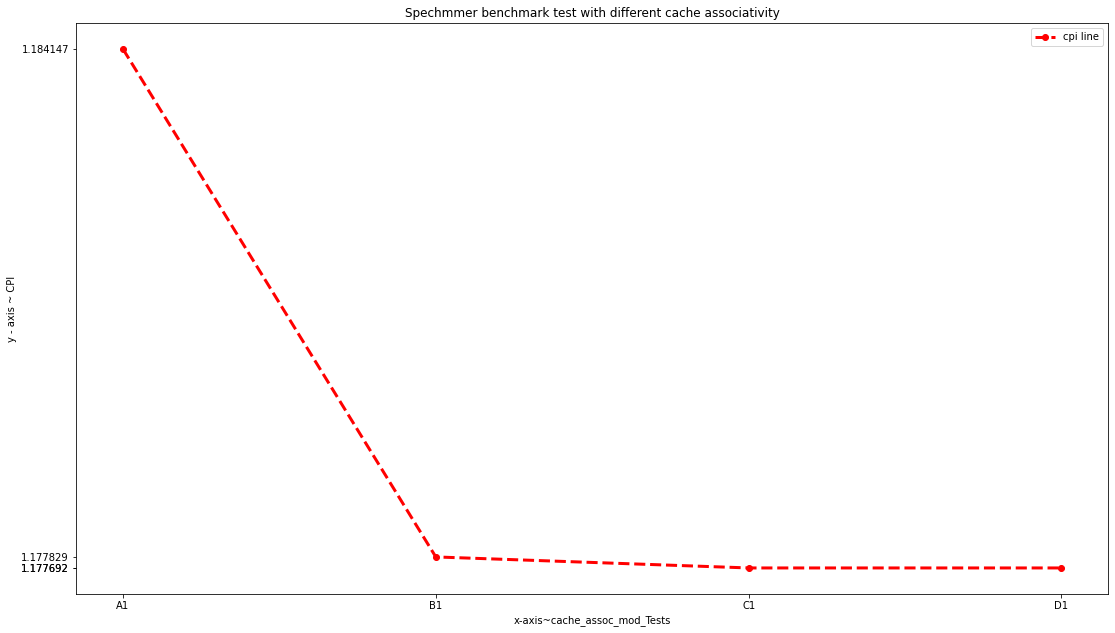 Spechmmer benchmark test with different cache associativity
cpi line
1.184147
y - axis ~ CPI
1.177829
1.177692
A1
B1
C1
D1
x-axis~cache_assoc_mod_Tests